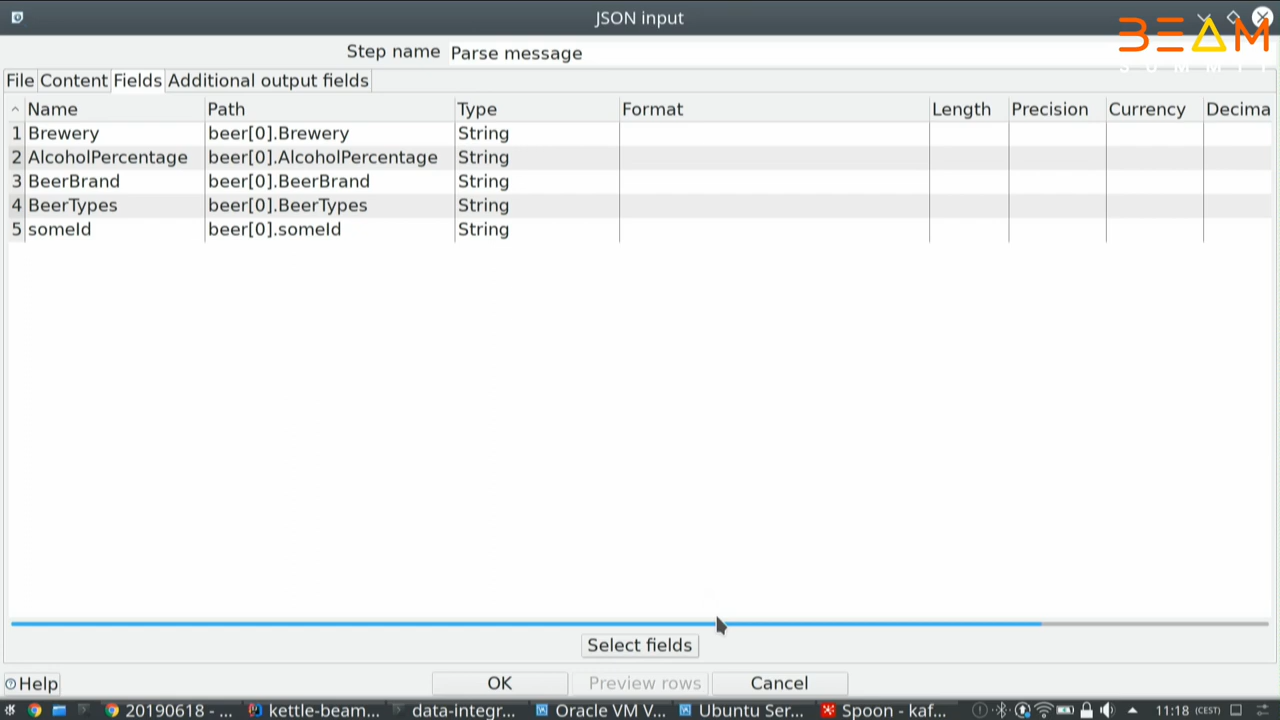 JSON input
BEAM
SUMMIT
Step name Parse message
File Content Fields Additional output fields
^ Name Path Type Format Length Precision Currency Decima
1 Brewery beer[0].Brewery String
2 AlcoholPercentage beer[0].AlcoholPercentage String
3 BeerBrand beer[0].BeerBrand String
4 BeerTypes beer[0].BeerTypes String
5 someId beer[0].someId String
Select fields
Help OK Preview rows Cancel
20190618 - ... kettle-beam... data-integr... Oracle VM V... Ubuntu Ser... Spoon - kaf... 11:18 (CEST)